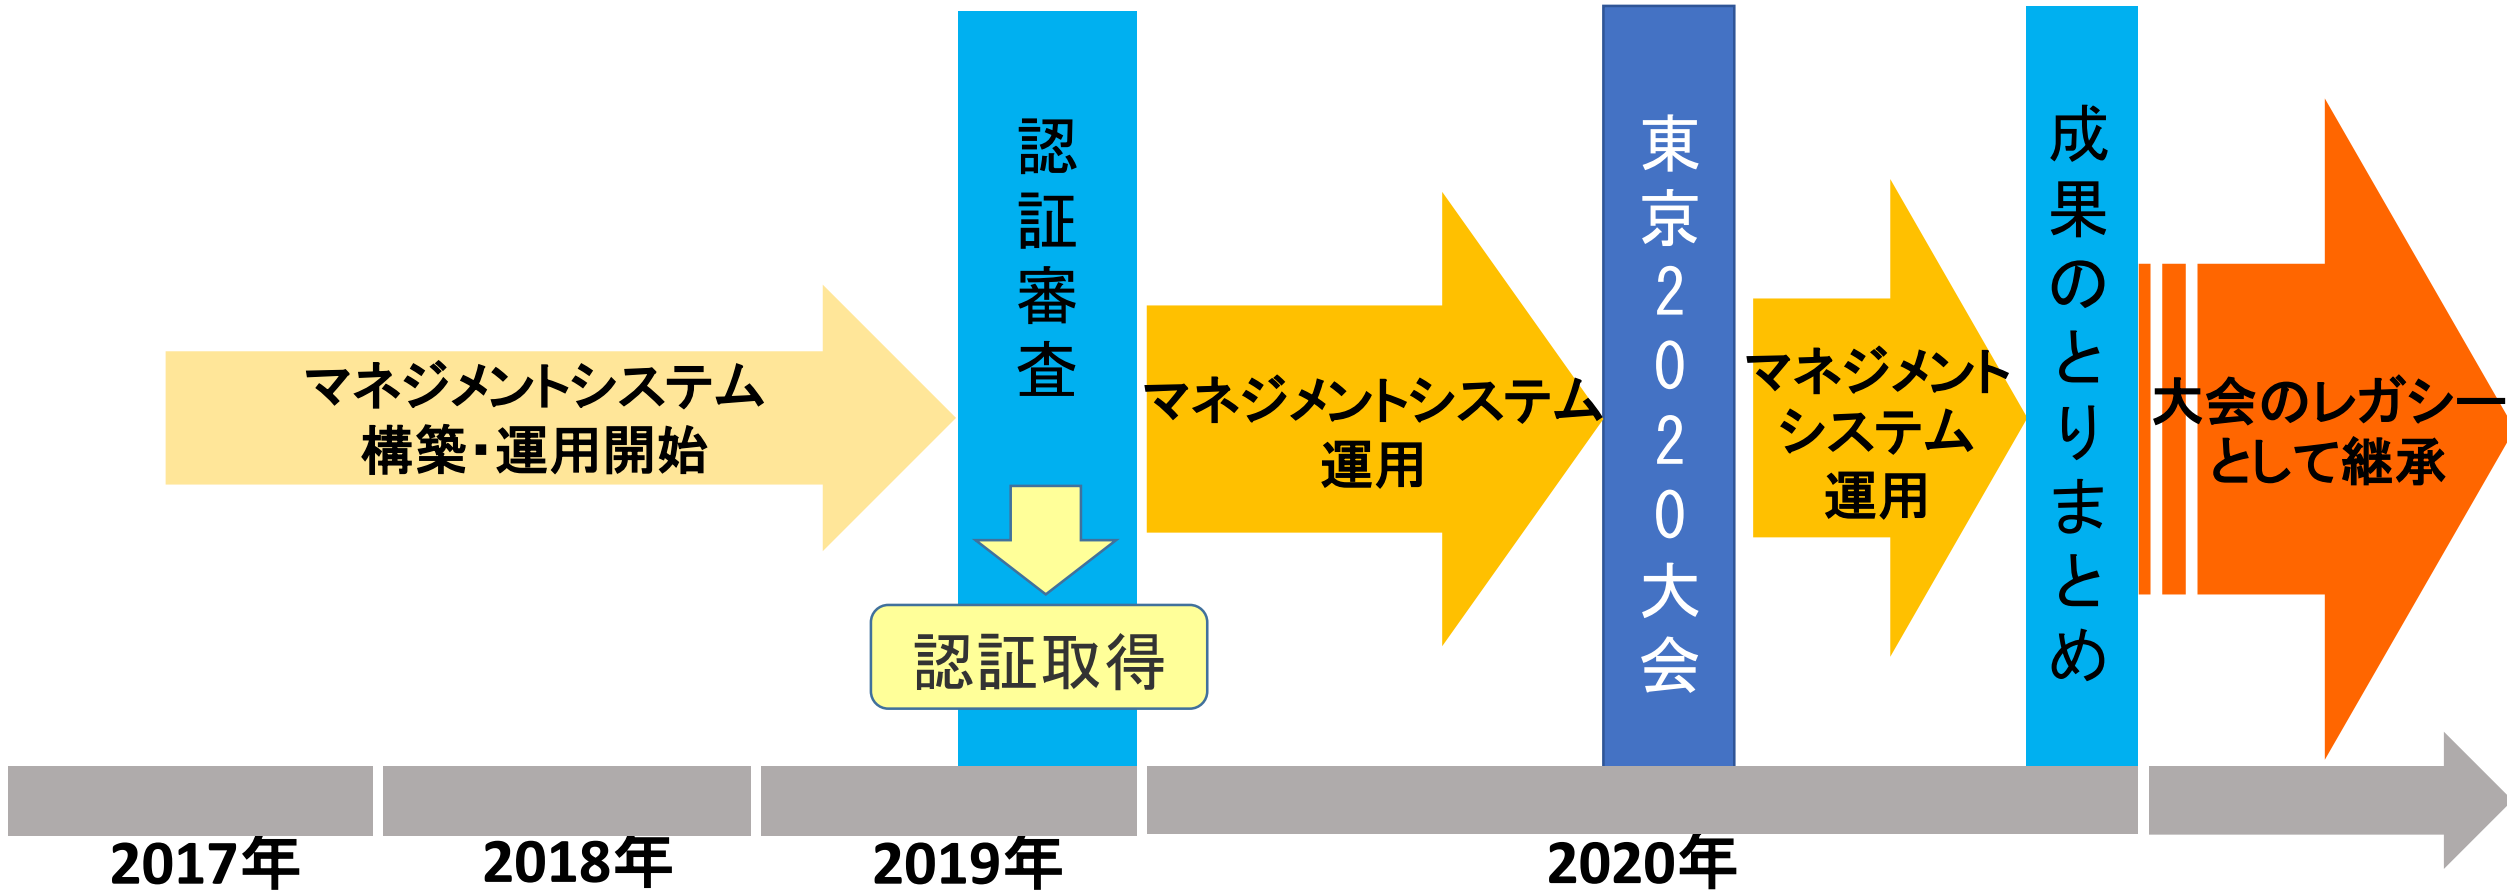 マネジメントシステム
構築・運用開始
認証審査
認証取得
マネジメントシステム
運用
東京２０２０大会
マネジメント
システム
運用
成果のとりまとめ
大会のレガシー
として伝承
2017年
2018年
2019年
2020年